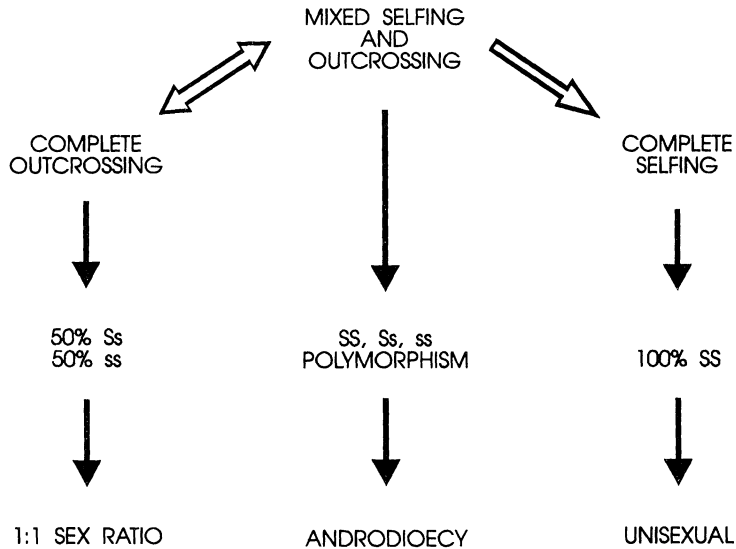 MIXED SELFING
AND
OUTCROSSING
COMPLETE
OUTCROSSING
COMPLETE
SELFING
50% Ss
50% ss
SS, Ss, ss
POLYMORPHISM
100% SS
1:1 SEX RATIO
ANDRODIOECY
UNISEXUAL